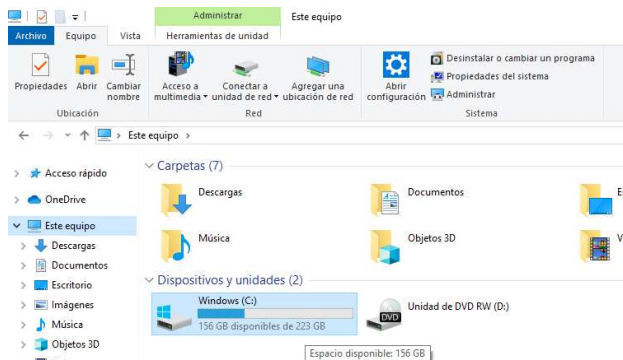 Administrar
Este equipo
Archivo Equipo Vista Herramientas de unidad
Propiedades
Abrir
Cambiar
nombre
Ubicación
Acceso a
multimedia
Conectar a
unidad de red
Agregar una
ubicación de red
Red
Abrir
configuración
Desinstalar o cambiar un programa
Propiedades del sistema
Administrar
Sistema
Este equipo
Acceso rápido
OneDrive
Este equipo
Descargas
Documentos
Escritorio
Imágenes
Música
Objetos 3D
Carpetas (7)
Descargas
Documentos
E
Música
Objetos 3D
V
Dispositivos y unidades (2)
Windows (C:)
156 GB disponibles de 223 GB
DVD
Unidad de DVD RW (D:)
Espacio disponible: 156 GB